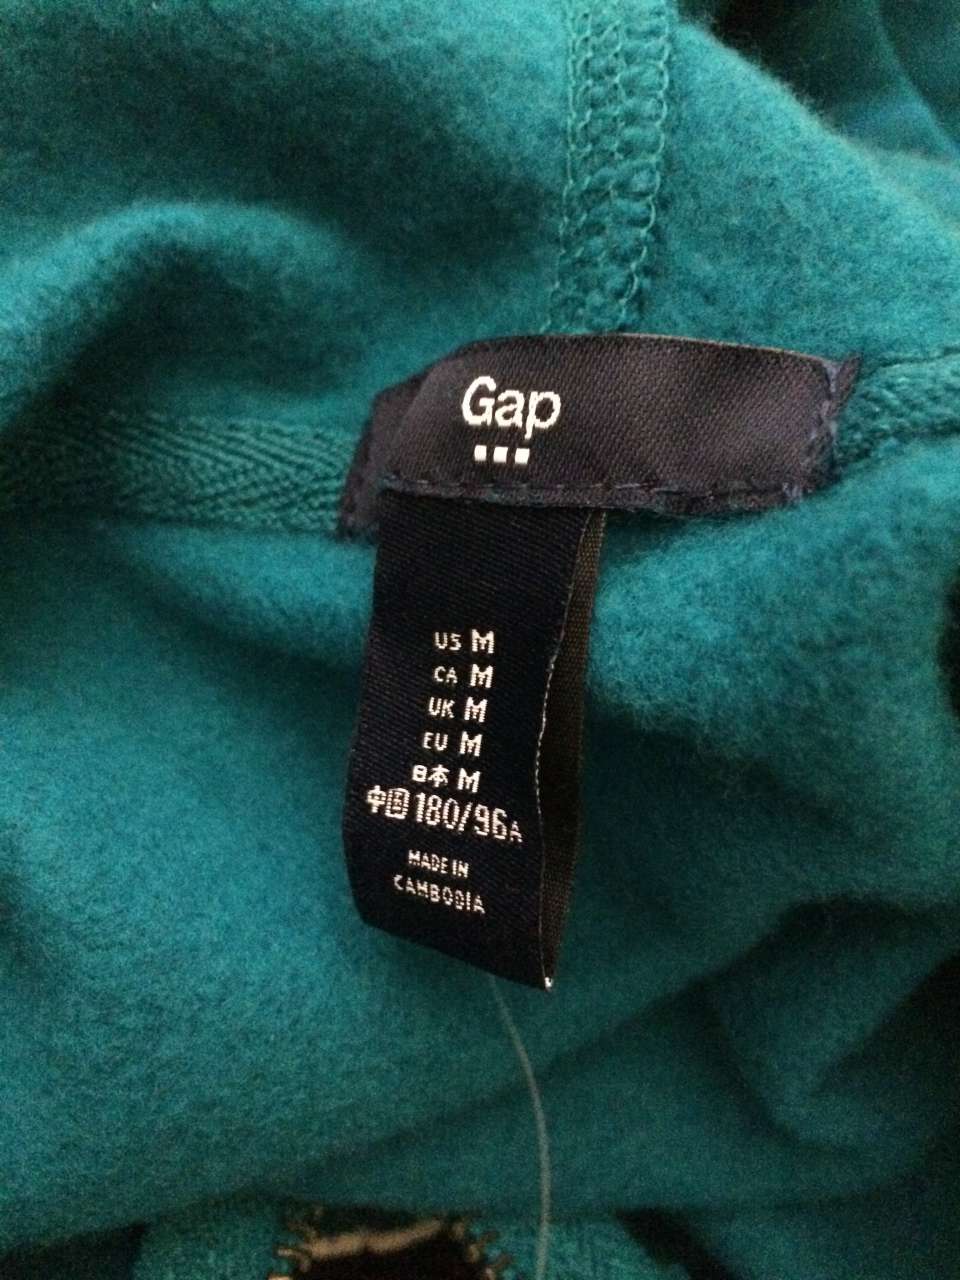 Gap
US M
CA M
UK M
EU M
日本 M
中国 180/96A
MADE IN
CAMBODIA